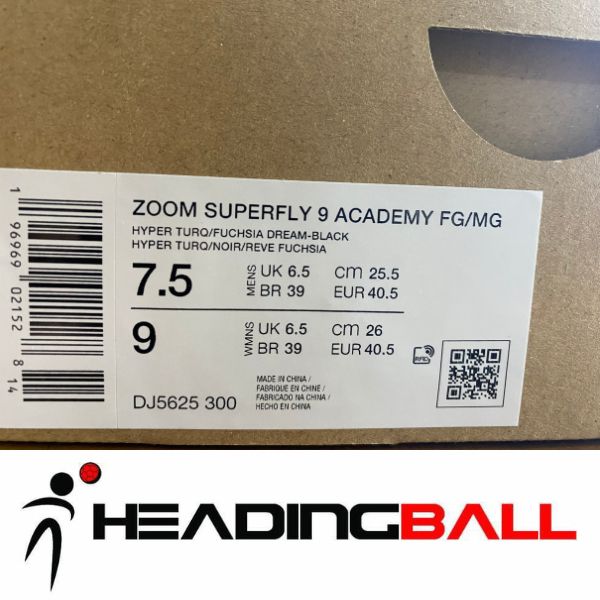 ZOOM SUPERFLY 9 ACADEMY FG/MG
HYPER TURQ/FUCHSIA DREAM-BLACK
HYPER TURQ/NOIR/REVE FUCHSIA
7.5 MENS UK 6.5 CM 25.5
BR 39 EUR 40.5
9 WMNS UK 6.5 CM 26
BR 39 EUR 40.5
RFID
DJ5625 300
MADE IN CHINA /
FABRIQUE EN CHINE /
FABRICADO NA CHINA /
HECHO EN CHINA
1 96969 02152 8 14
HEADINGBALL